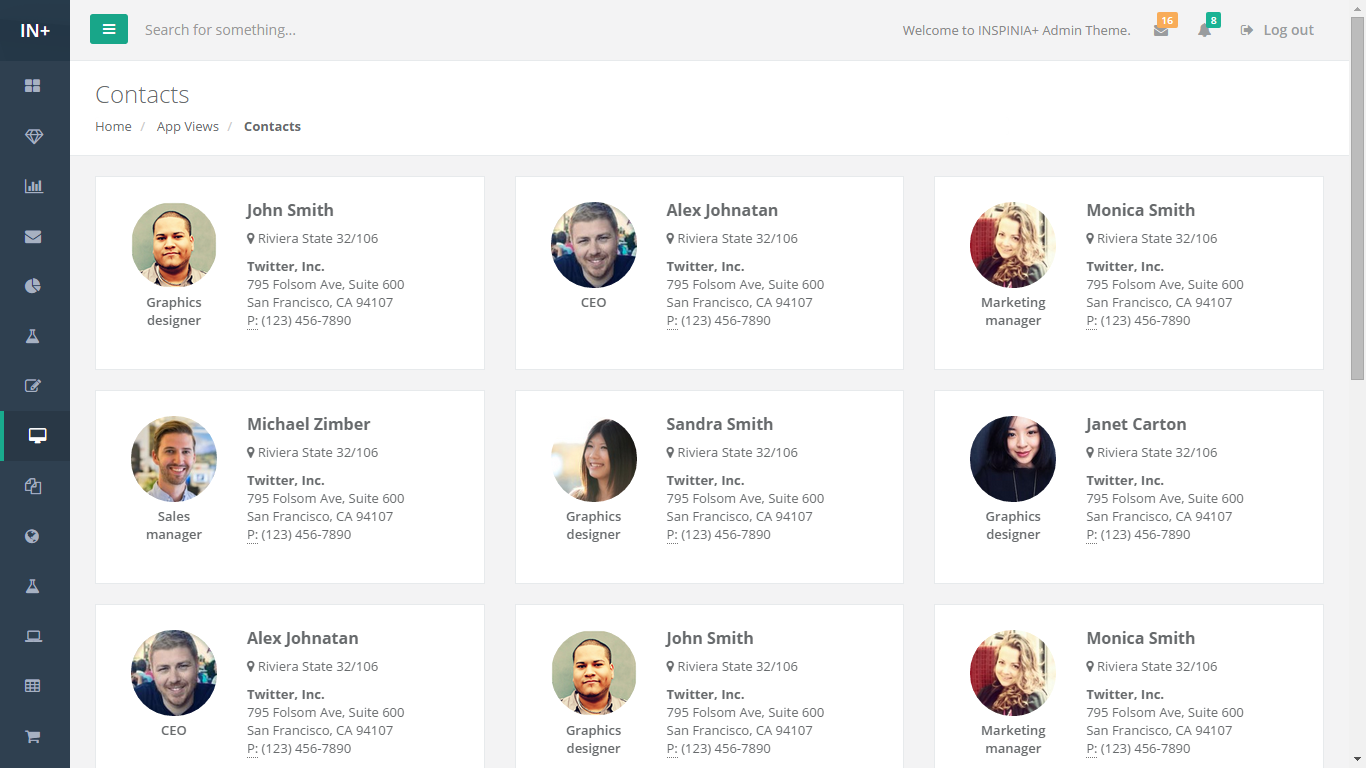 IN+
Search for something...
Welcome to INSPINIA+ Admin Theme.
16
8
Log out
Contacts
Home / App Views / Contacts
John Smith
Riviera State 32/106
Twitter, Inc.
795 Folsom Ave, Suite 600
San Francisco, CA 94107
P: (123) 456-7890
Graphics
designer
Alex Johnatan
Riviera State 32/106
Twitter, Inc.
795 Folsom Ave, Suite 600
San Francisco, CA 94107
P: (123) 456-7890
CEO
Monica Smith
Riviera State 32/106
Twitter, Inc.
795 Folsom Ave, Suite 600
San Francisco, CA 94107
P: (123) 456-7890
Marketing
manager
Michael Zimber
Riviera State 32/106
Twitter, Inc.
795 Folsom Ave, Suite 600
San Francisco, CA 94107
P: (123) 456-7890
Sales
manager
Sandra Smith
Riviera State 32/106
Twitter, Inc.
795 Folsom Ave, Suite 600
San Francisco, CA 94107
P: (123) 456-7890
Graphics
designer
Janet Carton
Riviera State 32/106
Twitter, Inc.
795 Folsom Ave, Suite 600
San Francisco, CA 94107
P: (123) 456-7890
Graphics
designer
Alex Johnatan
Riviera State 32/106
Twitter, Inc.
795 Folsom Ave, Suite 600
San Francisco, CA 94107
P: (123) 456-7890
CEO
John Smith
Riviera State 32/106
Twitter, Inc.
795 Folsom Ave, Suite 600
San Francisco, CA 94107
P: (123) 456-7890
Graphics
designer
Monica Smith
Riviera State 32/106
Twitter, Inc.
795 Folsom Ave, Suite 600
San Francisco, CA 94107
P: (123) 456-7890
Marketing
manager